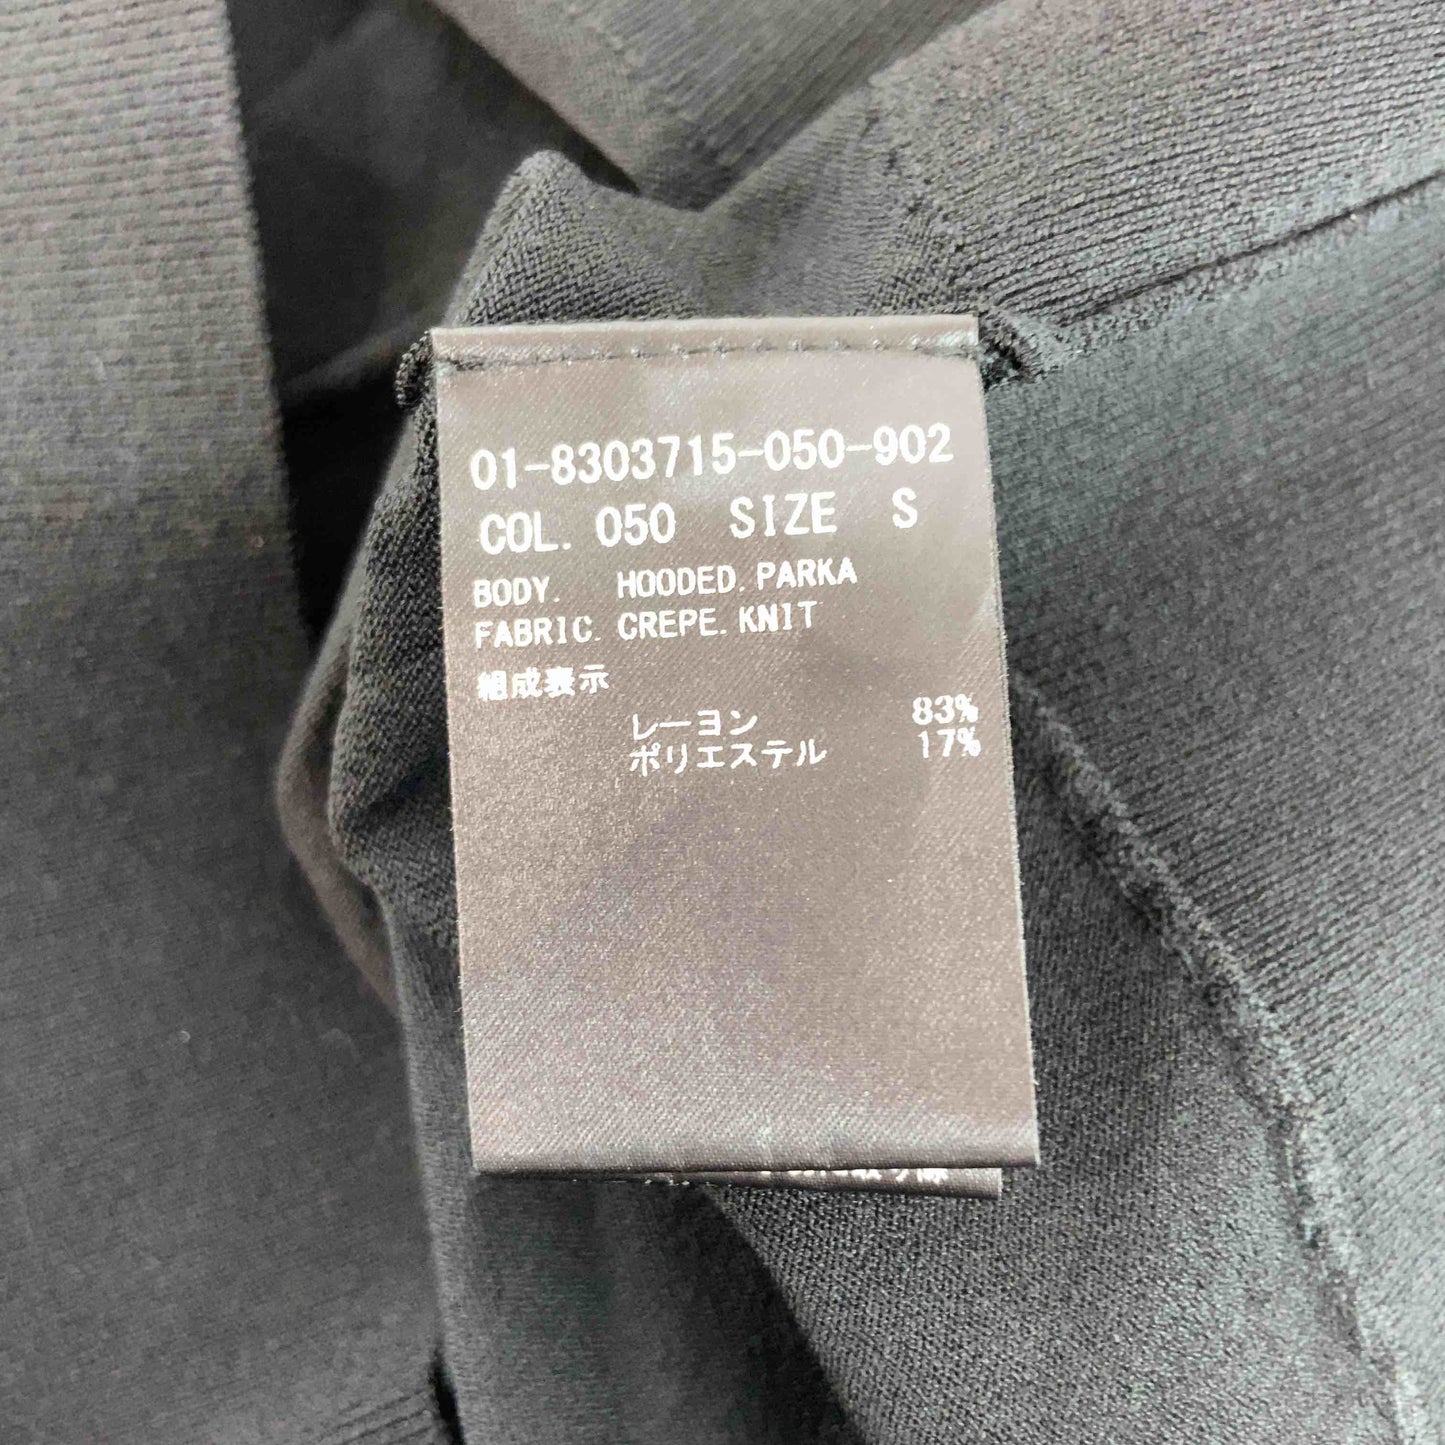 01-8303715-050-902
COL. 050 SIZE S
BODY. HOODED.PARKA
FABRIC. CREPE.KNIT
組成表示
レーヨン 83%
ポリエステル 17%